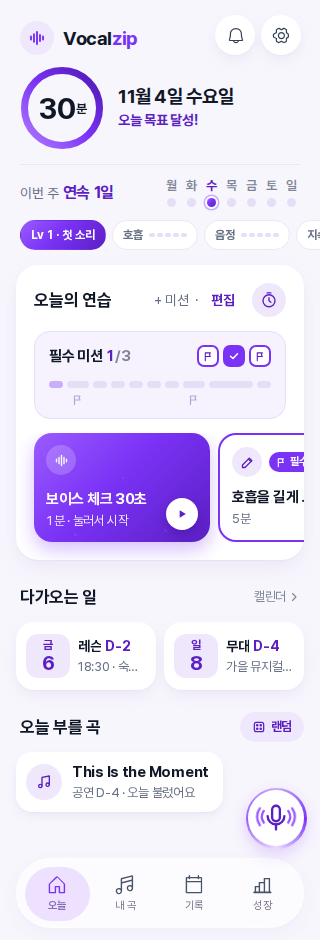 Vocalzip
30분
11월 4일 수요일
오늘 목표 달성!
이번 주 연속 1일
월 화 수 목 금 토 일
Lv 1 · 첫 소리
호흡
음정
오늘의 연습
+ 미션 · 편집
필수 미션 1/3
보이스 체크 30초
1분 · 눌러서 시작
호흡을 길게 …
5분
다가오는 일
캘린더 >
금
6
레슨 D-2
18:30 · 숙…
일
8
무대 D-4
가을 뮤지컬…
오늘 부를 곡
랜덤
This Is the Moment
공연 D-4 · 오늘 불렀어요
오늘
내 곡
기록
성장